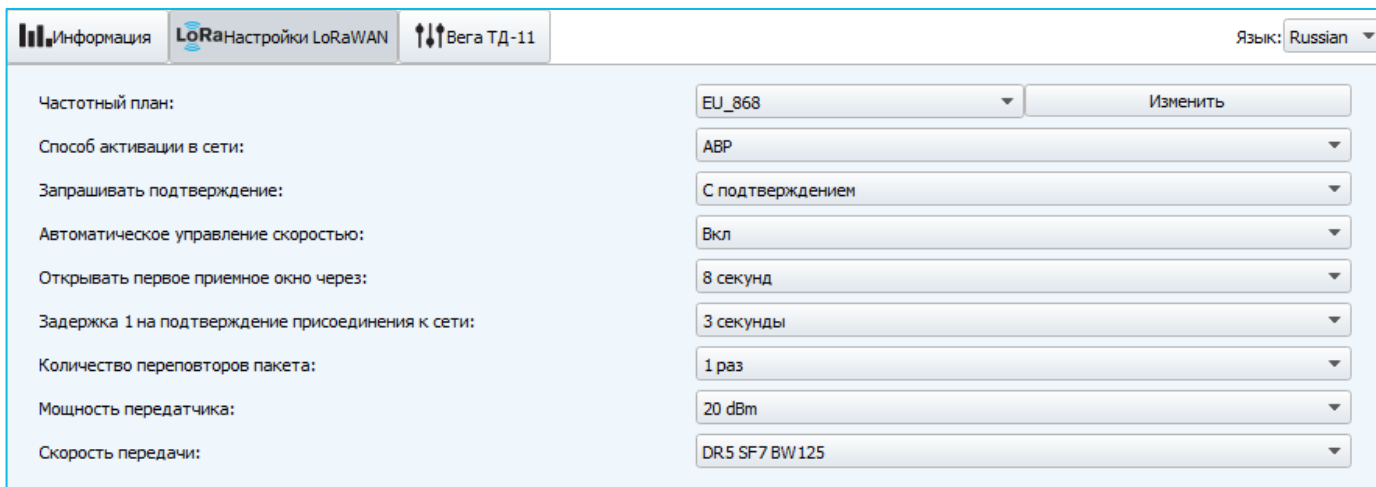 Информация LoRa Настройки LoRaWAN Вега ТД-11 Язык: Russian
Частотный план: EU_868 Изменить
Способ активации в сети: ABP
Запрашивать подтверждение: С подтверждением
Автоматическое управление скоростью: Вкл
Открывать первое приемное окно через: 8 секунд
Задержка 1 на подтверждение присоединения к сети: 3 секунды
Количество переповторов пакета: 1 раз
Мощность передатчика: 20 dBm
Скорость передачи: DR5 SF7 BW125